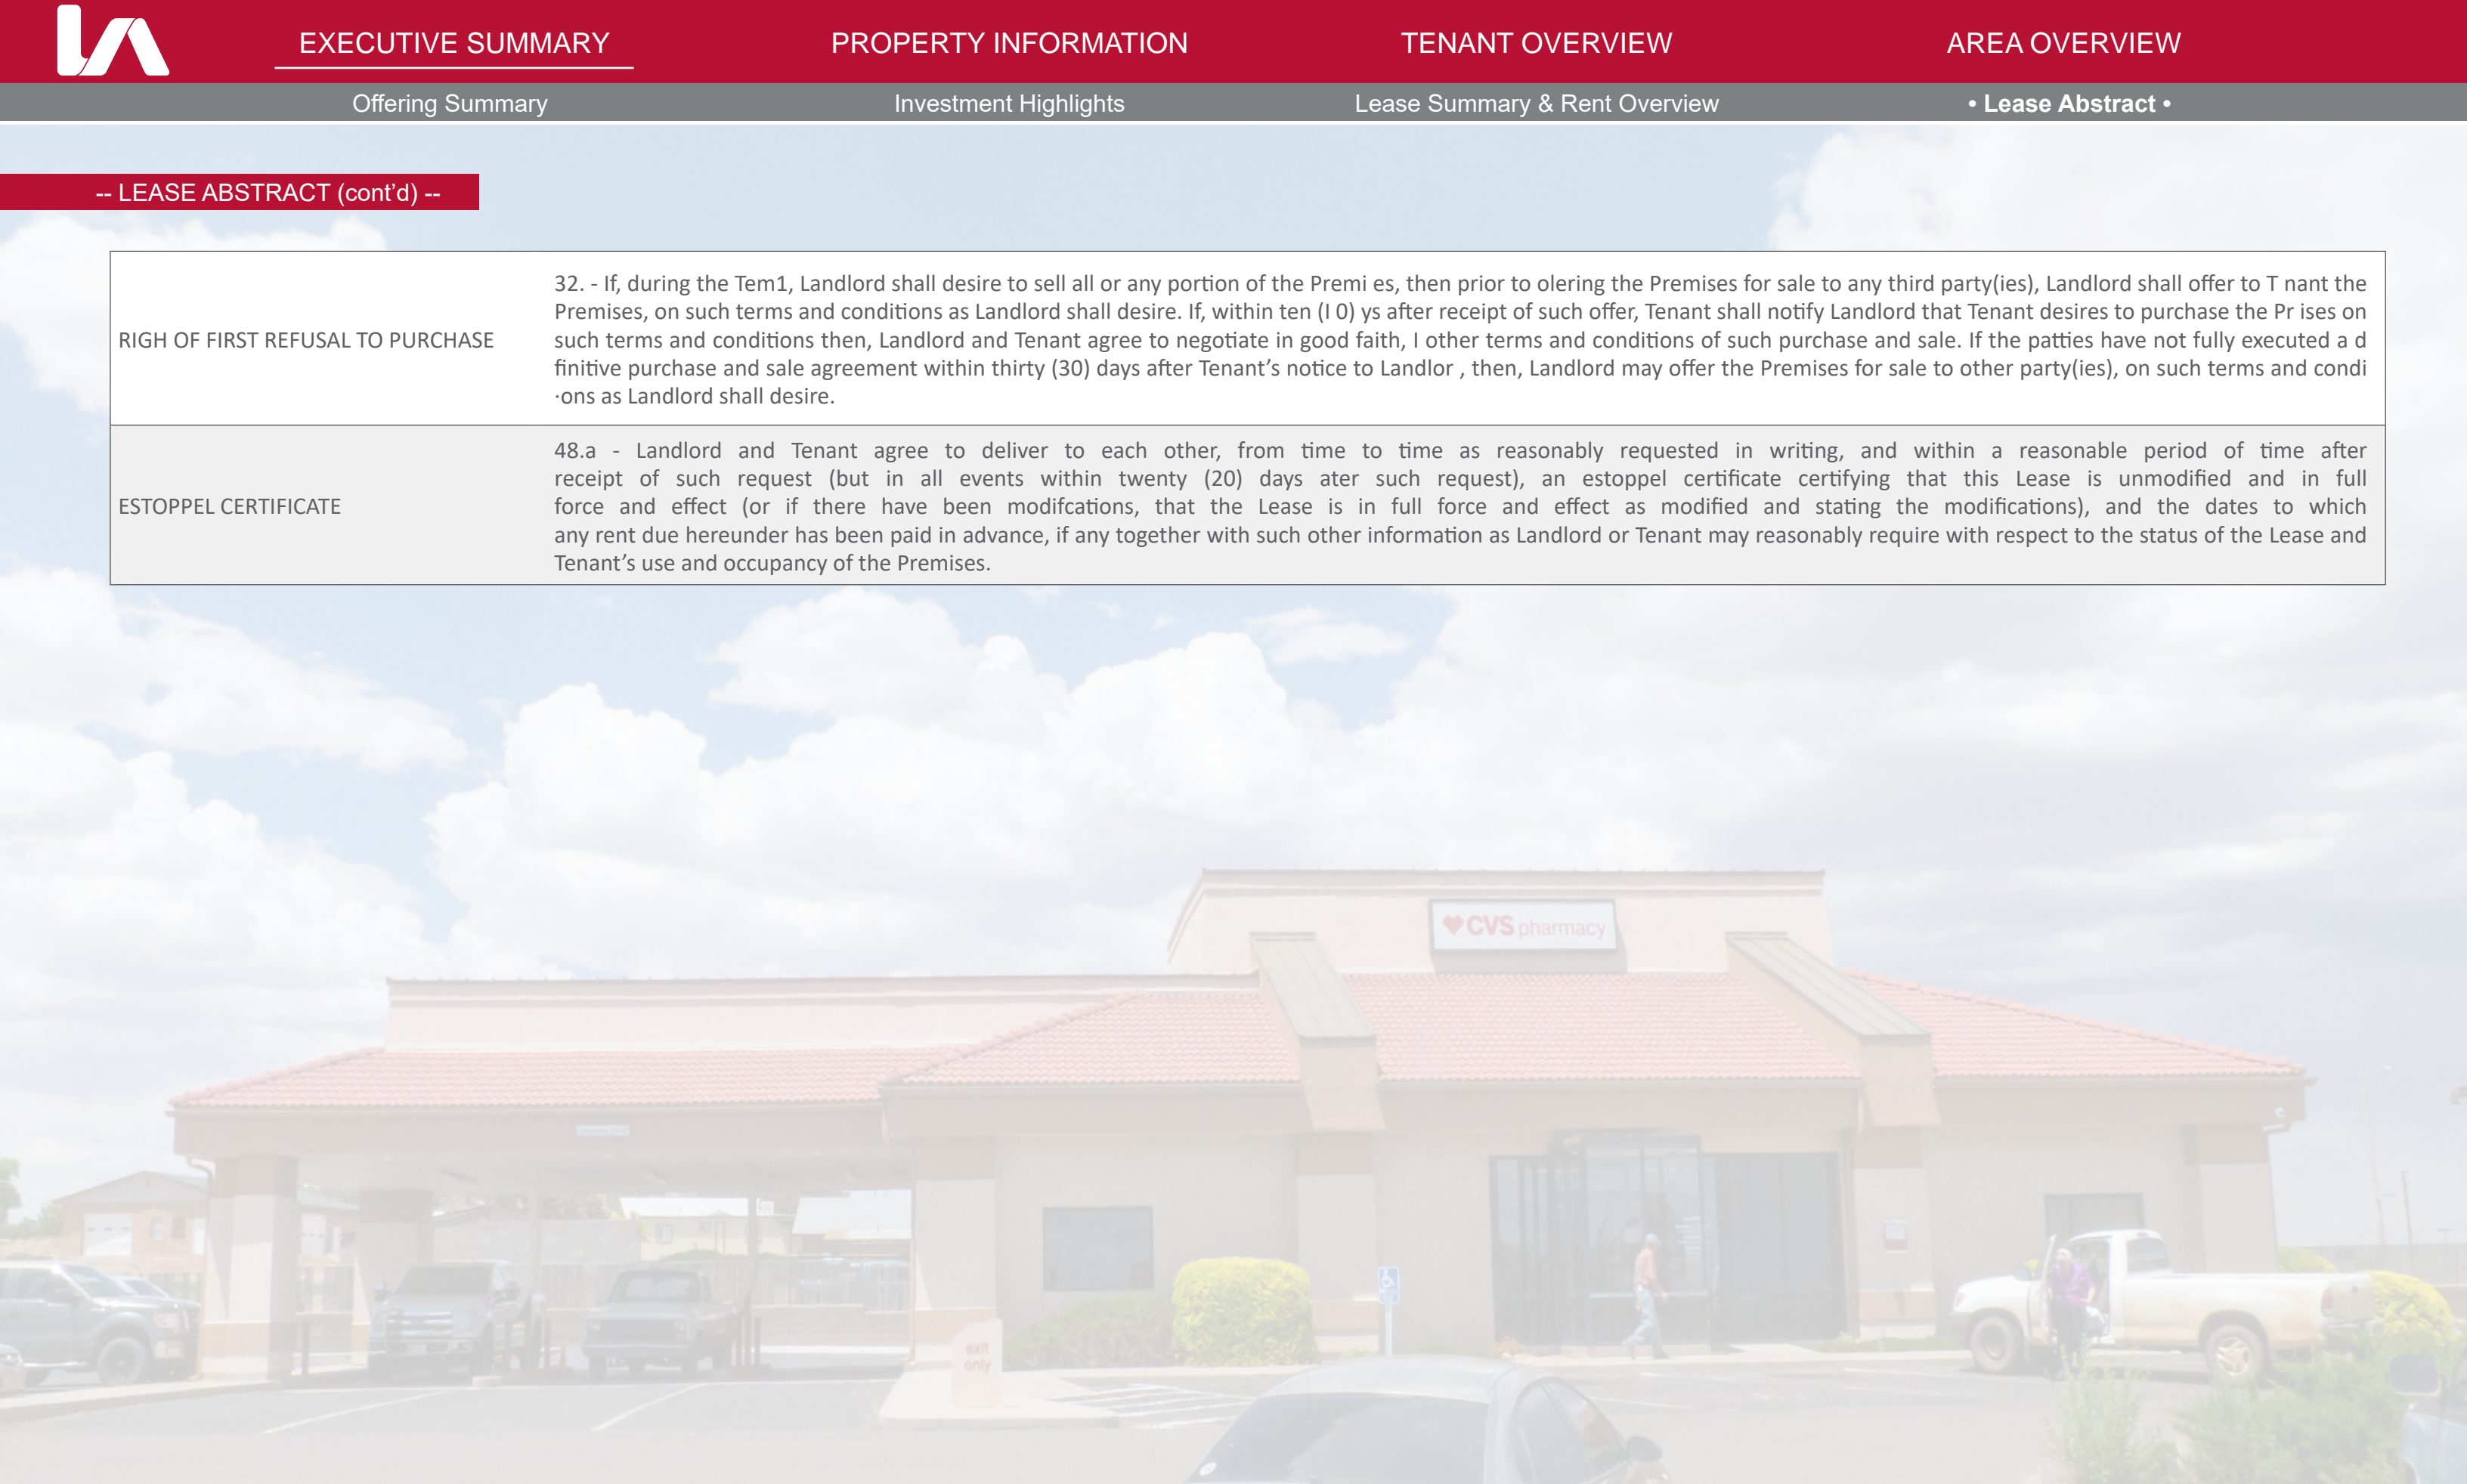 LA
EXECUTIVE SUMMARY
PROPERTY INFORMATION
TENANT OVERVIEW
AREA OVERVIEW
Offering Summary
Investment Highlights
Lease Summary & Rent Overview
• Lease Abstract •
-- LEASE ABSTRACT (cont’d) --
RIGH OF FIRST REFUSAL TO PURCHASE
32. - If, during the Tem1, Landlord shall desire to sell all or any portion of the Premi es, then prior to olering the Premises for sale to any third party(ies), Landlord shall offer to T nant the
Premises, on such terms and conditions as Landlord shall desire. If, within ten (I 0) ys after receipt of such offer, Tenant shall notify Landlord that Tenant desires to purchase the Pr ises on
such terms and conditions then, Landlord and Tenant agree to negotiate in good faith, I other terms and conditions of such purchase and sale. If the patties have not fully executed a d
finitive purchase and sale agreement within thirty (30) days after Tenant’s notice to Landlor , then, Landlord may offer the Premises for sale to other party(ies), on such terms and condi
·ons as Landlord shall desire.
ESTOPPEL CERTIFICATE
48.a - Landlord and Tenant agree to deliver to each other, from time to time as reasonably requested in writing, and within a reasonable period of time after
receipt of such request (but in all events within twenty (20) days ater such request), an estoppel certificate certifying that this Lease is unmodified and in full
force and effect (or if there have been modifcations, that the Lease is in full force and effect as modified and stating the modifications), and the dates to which
any rent due hereunder has been paid in advance, if any together with such other information as Landlord or Tenant may reasonably require with respect to the status of the Lease and
Tenant’s use and occupancy of the Premises.
CVS pharmacy
exit
only